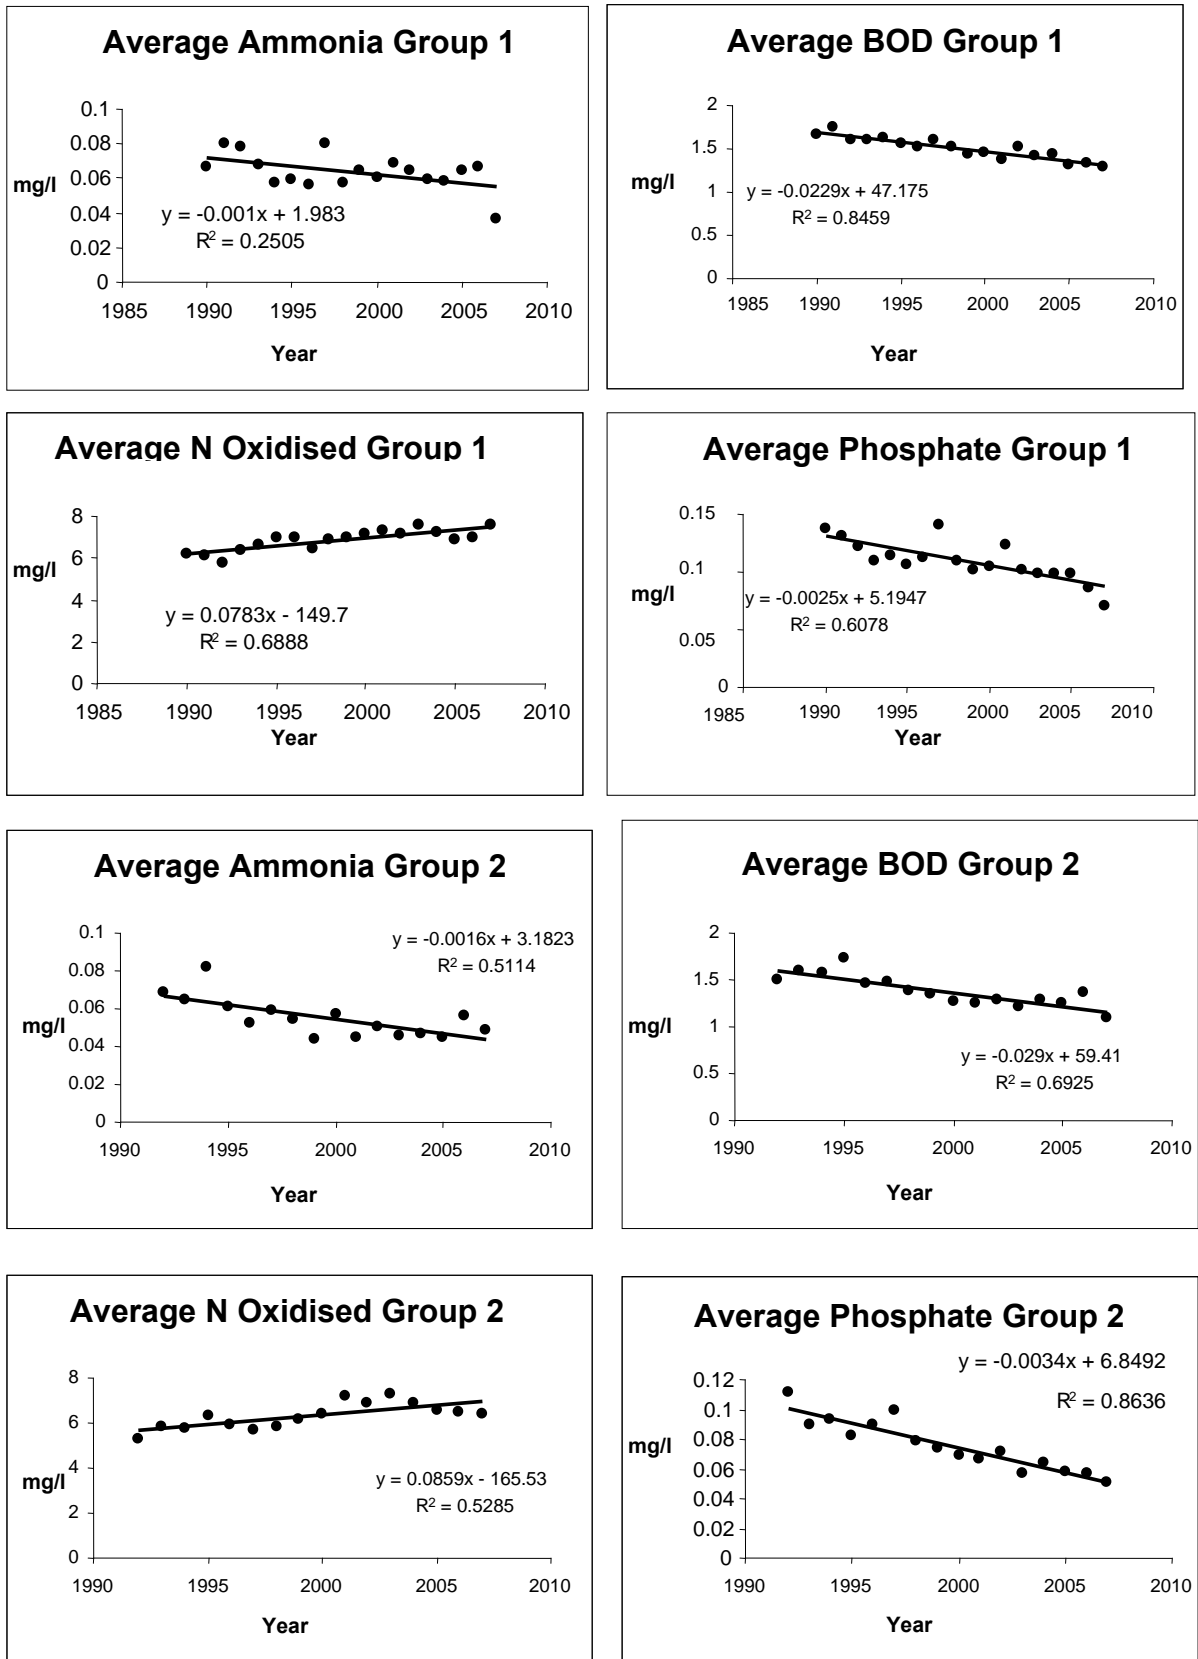 Average Ammonia Group 1
0.1
0.08
0.06
0.04
0.02
0
mg/l
y = -0.001x + 1.983
R² = 0.2505
1985 1990 1995 2000 2005 2010
Year
Average BOD Group 1
2
1.5
1
0.5
0
mg/l
y = -0.0229x + 47.175
R² = 0.8459
1985 1990 1995 2000 2005 2010
Year
Average N Oxidised Group 1
8
6
4
2
0
mg/l
y = 0.0783x - 149.7
R² = 0.6888
1985 1990 1995 2000 2005 2010
Year
Average Phosphate Group 1
0.15
0.1
0.05
0
mg/l
y = -0.0025x + 5.1947
R² = 0.6078
1985 1990 1995 2000 2005 2010
Year
Average Ammonia Group 2
0.1
0.08
0.06
0.04
0.02
0
mg/l
y = -0.0016x + 3.1823
R² = 0.5114
1990 1995 2000 2005 2010
Year
Average BOD Group 2
2
1.5
1
0.5
0
mg/l
y = -0.029x + 59.41
R² = 0.6925
1990 1995 2000 2005 2010
Year
Average N Oxidised Group 2
8
6
4
2
0
mg/l
y = 0.0859x - 165.53
R² = 0.5285
1990 1995 2000 2005 2010
Year
Average Phosphate Group 2
y = -0.0034x + 6.8492
R² = 0.8636
0.12
0.1
0.08
0.06
0.04
0.02
0
mg/l
1990 1995 2000 2005 2010
Year